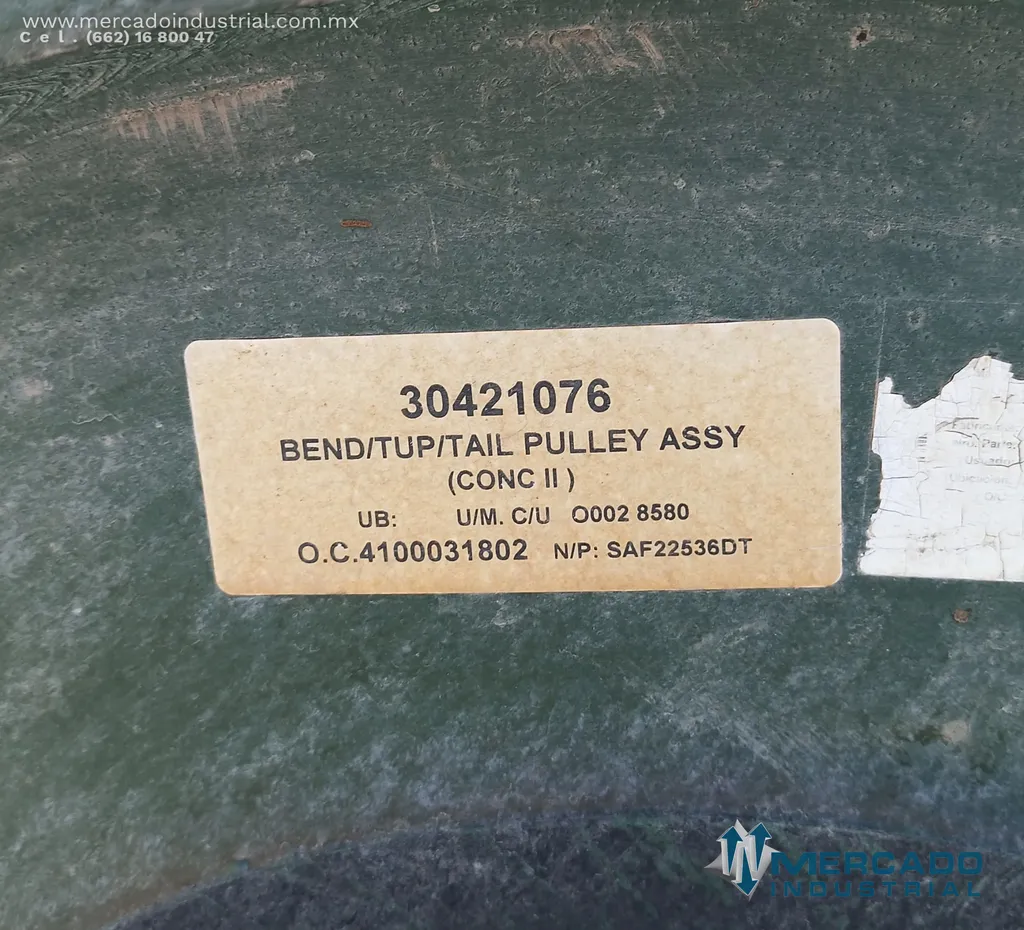 www.mercadoindustrial.com.mx
Cel. (662) 16 800 47
30421076
BEND/TUP/TAIL PULLEY ASSY
(CONC II )
UB: U/M. C/U O002 8580
O.C.4100031802 N/P: SAF22536DT
MERCADO
INDUSTRIAL